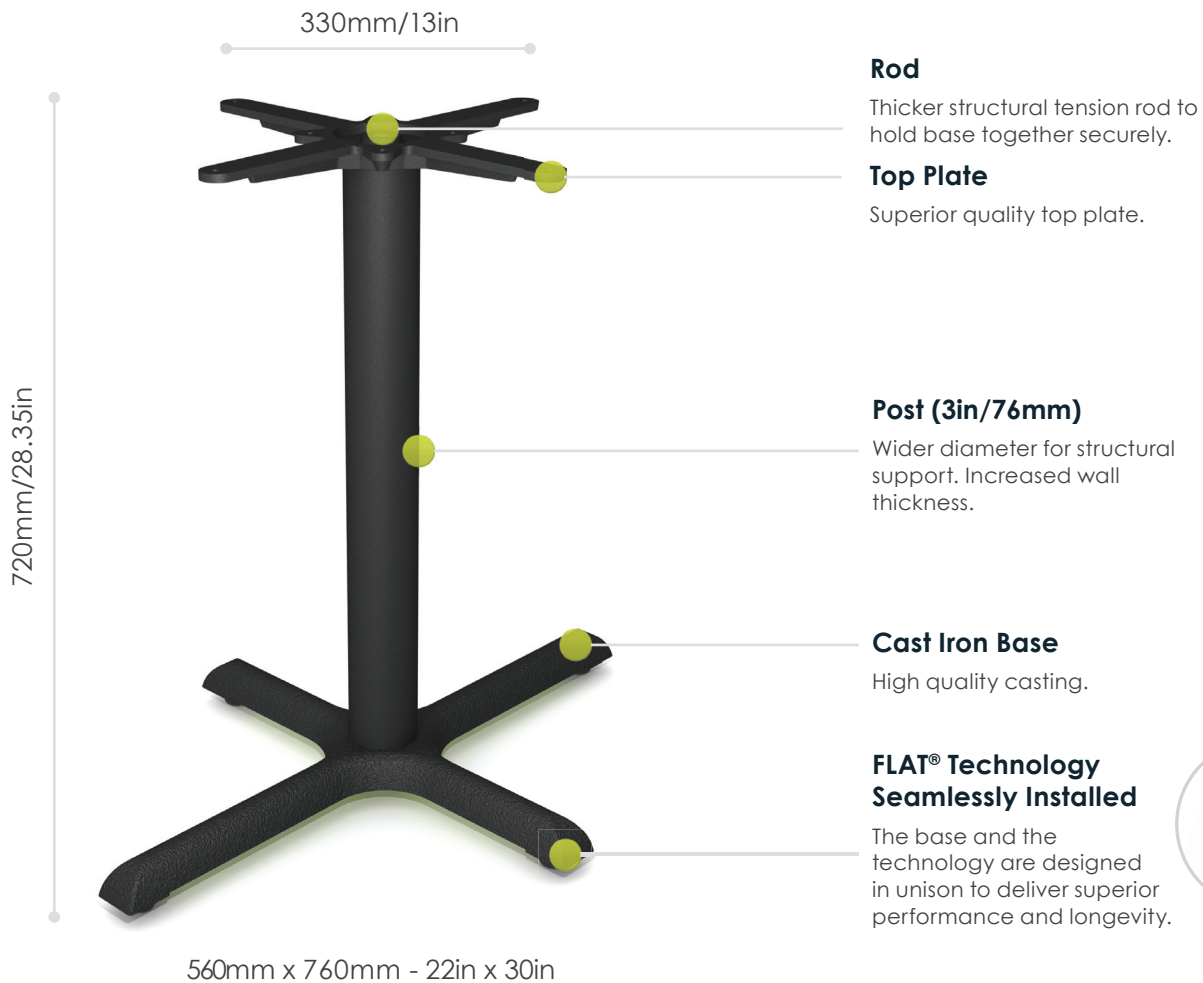 330mm/13in
Rod
Thicker structural tension rod to
hold base together securely.
Top Plate
Superior quality top plate.
720mm/28.35in
Post (3in/76mm)
Wider diameter for structural
support. Increased wall
thickness.
Cast Iron Base
High quality casting.
FLAT® Technology
Seamlessly Installed
The base and the
technology are designed
in unison to deliver superior
performance and longevity.
560mm x 760mm - 22in x 30in